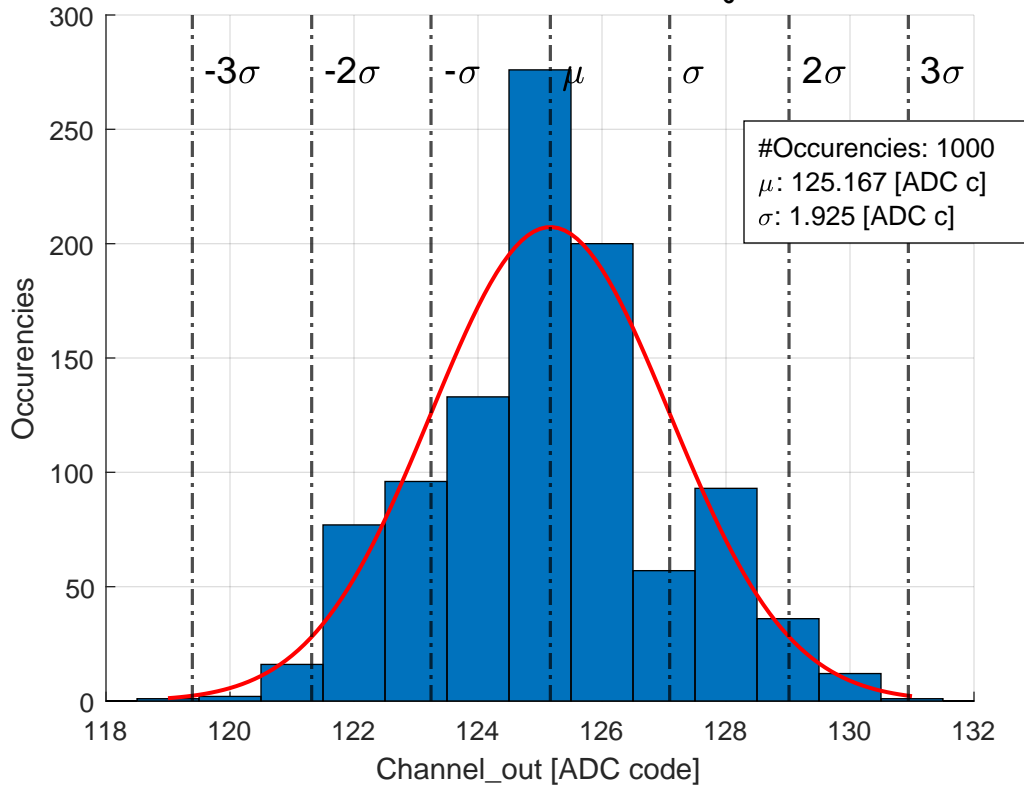 300
-3σ -2σ -σ μ σ 2σ 3σ
250
#Occurencies: 1000
μ: 125.167 [ADC c]
σ: 1.925 [ADC c]
200
Occurencies
150
100
50
0
118 120 122 124 126 128 130 132
Channel_out [ADC code]